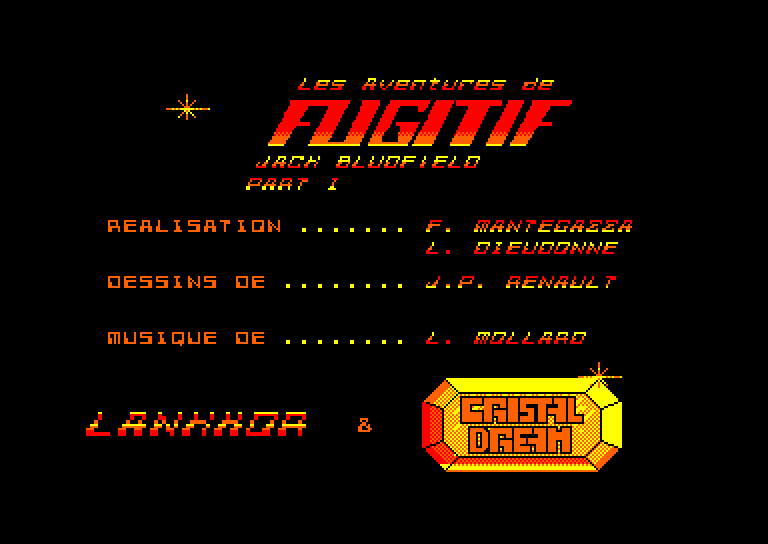 Les Aventures de
FUGITIF
JACK BLUDFIELD
PART I
REALISATION ....... F. MANTEGAZZA
L. DIEUDONNE
DESSINS DE ........ J.P. RENAULT
MUSIQUE DE ........ L. MOLLARD
LANKHOR & CRISTAL
DREAM